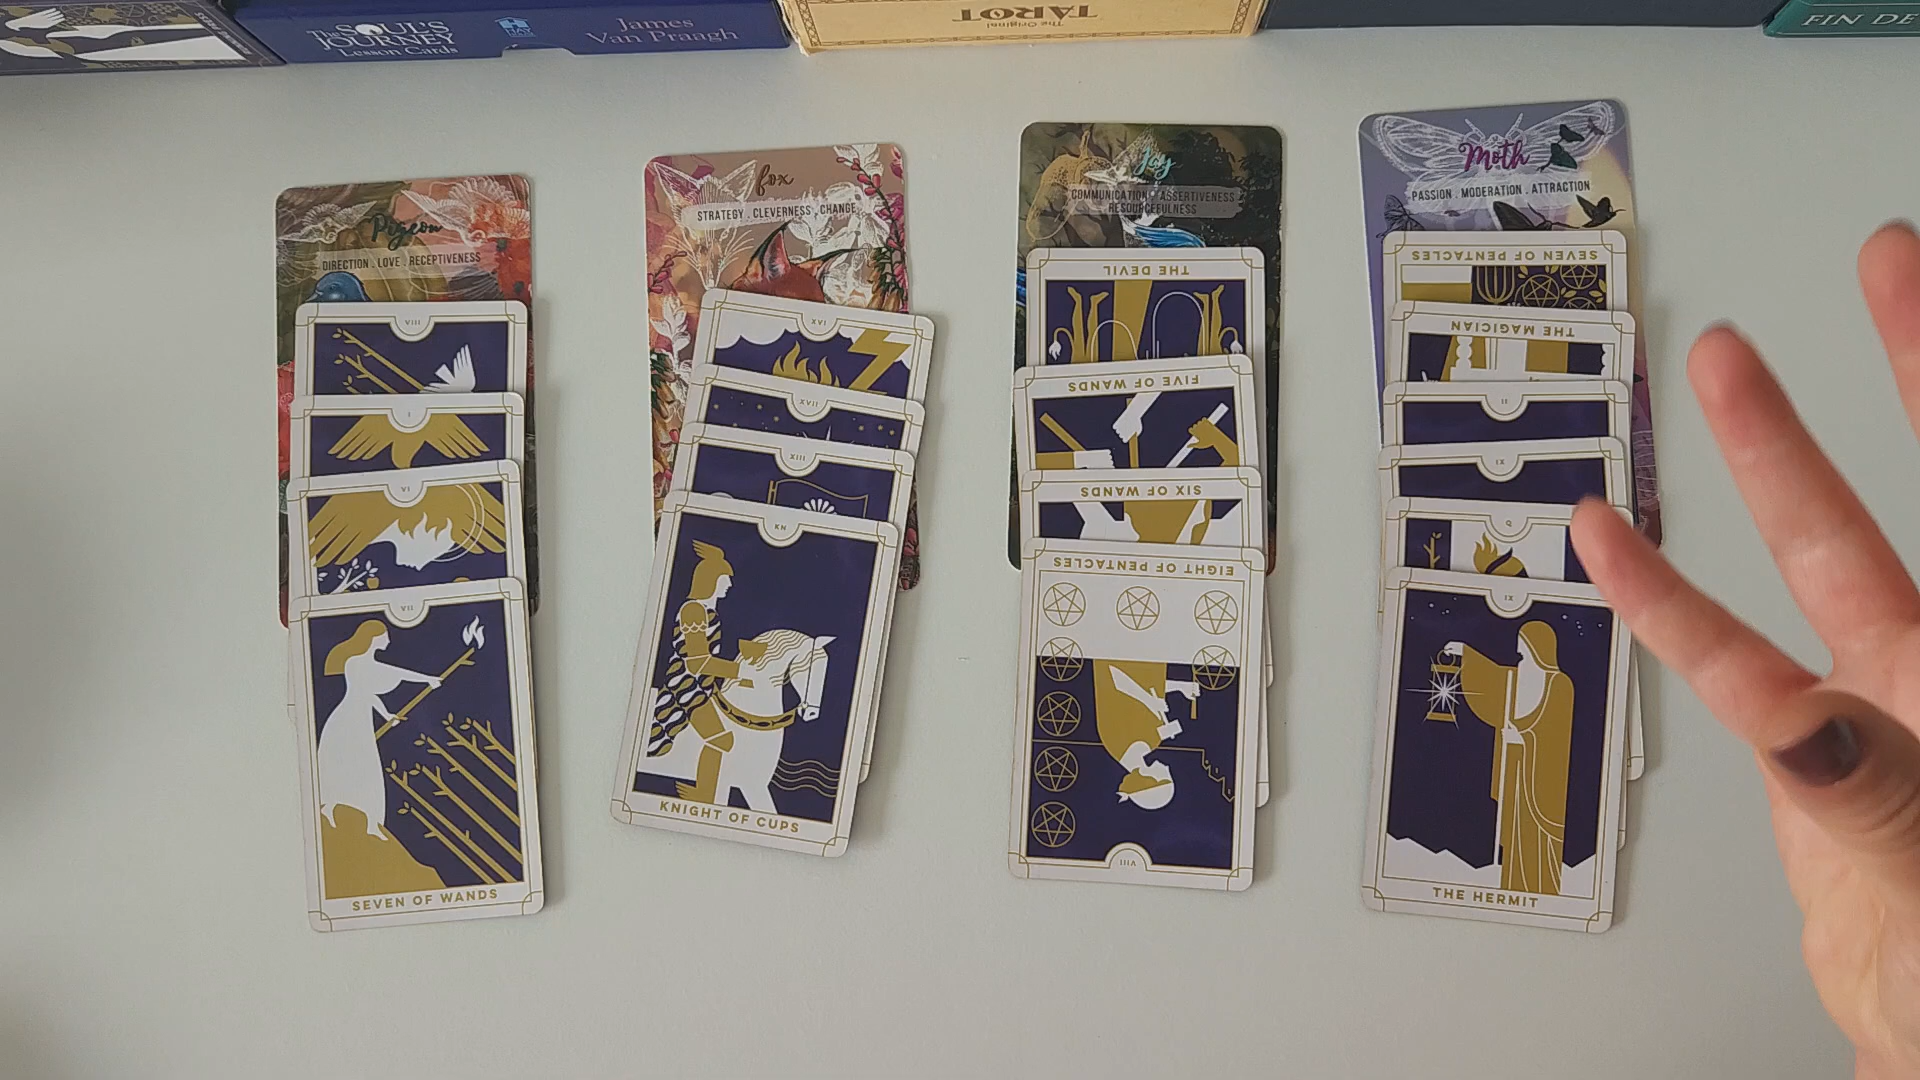 The SOUL'S
JOURNEY
Lesson Cards
HAY
James
Van Praagh
The Original
TAROT
FIN DE
Pigeon
DIRECTION . LOVE . RECEPTIVENESS
VIII
I
VI
VII
SEVEN OF WANDS
fox
STRATEGY . CLEVERNESS . CHANGE
XVI
XVII
XIII
KN
KNIGHT OF CUPS
Jay
COMMUNICATION . ASSERTIVENESS
RESOURCEFULNESS
THE DEVIL
FIVE OF WANDS
SIX OF WANDS
EIGHT OF PENTACLES
VIII
Moth
PASSION . MODERATION . ATTRACTION
SEVEN OF PENTACLES
THE MAGICIAN
II
IX
Q
IX
THE HERMIT